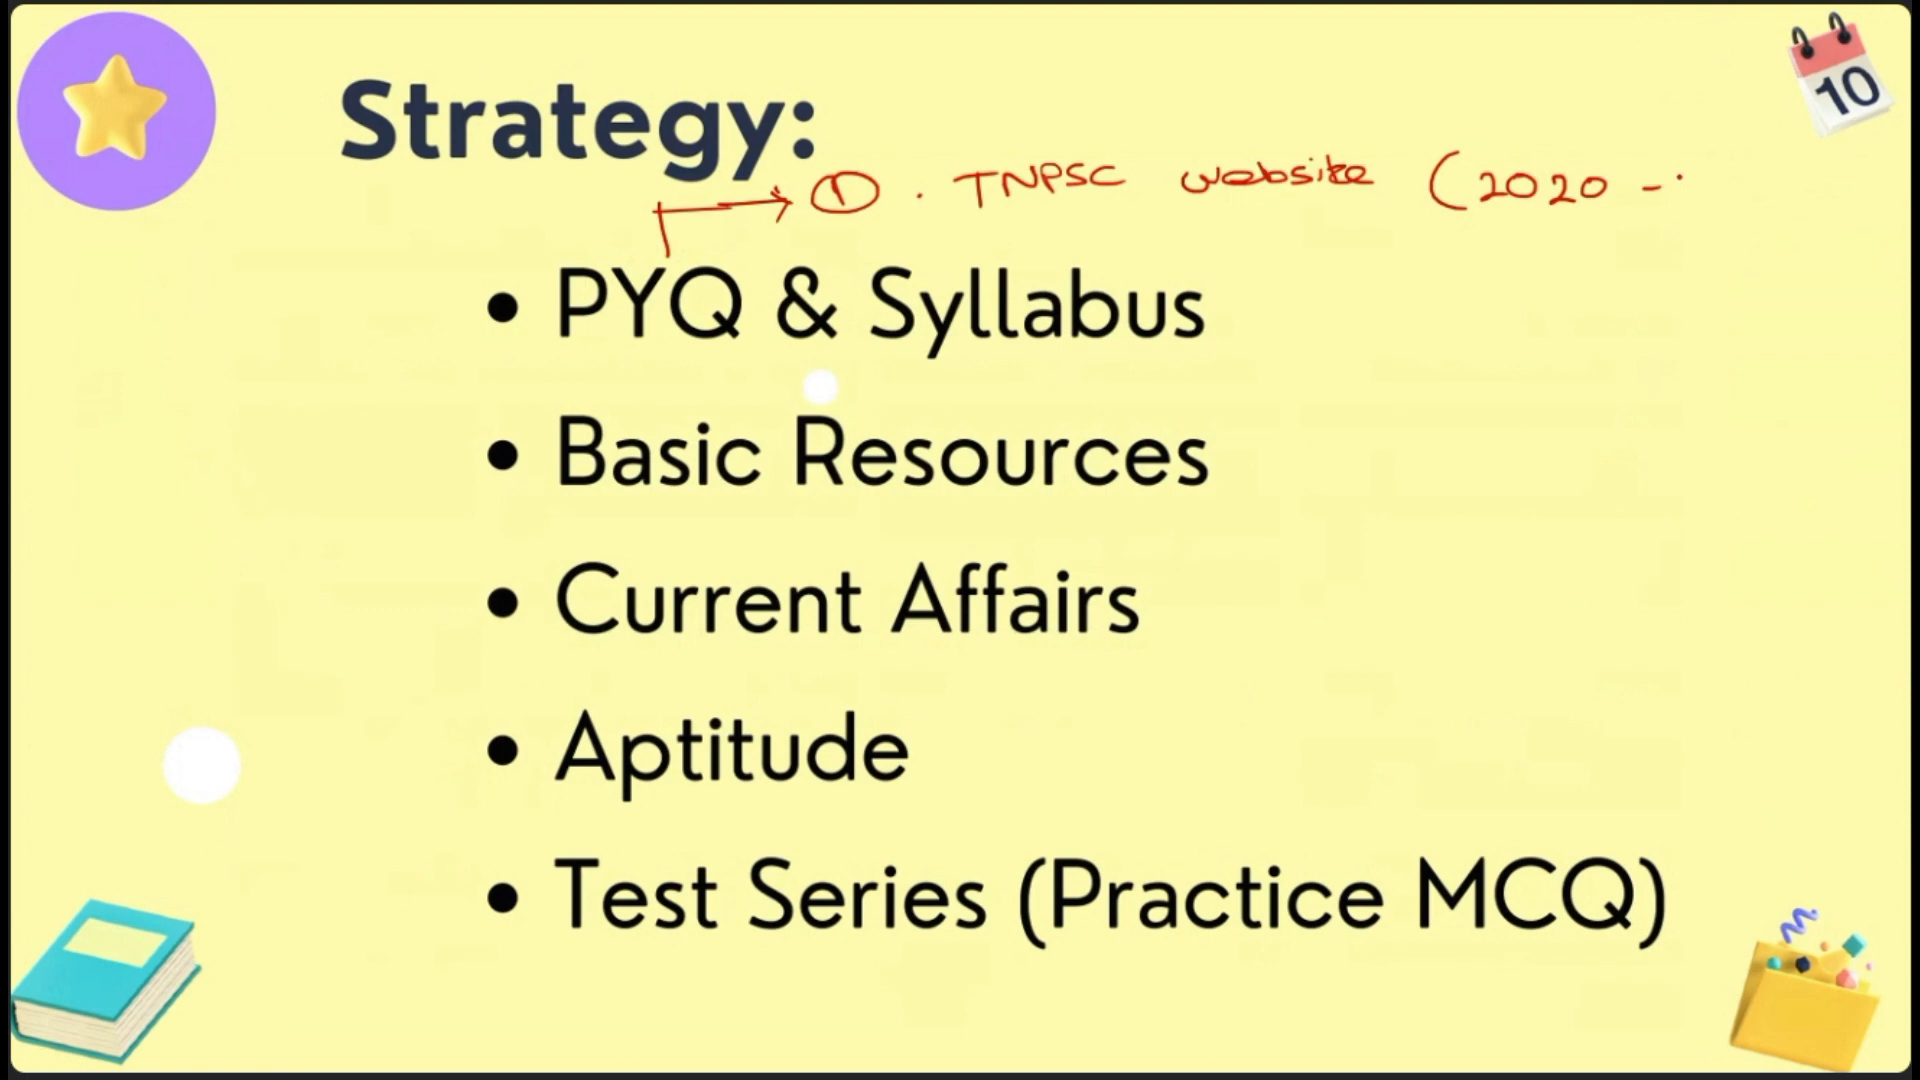 10
Strategy:
① . TNPSC website (2020 -
• PYQ & Syllabus
• Basic Resources
• Current Affairs
• Aptitude
• Test Series (Practice MCQ)